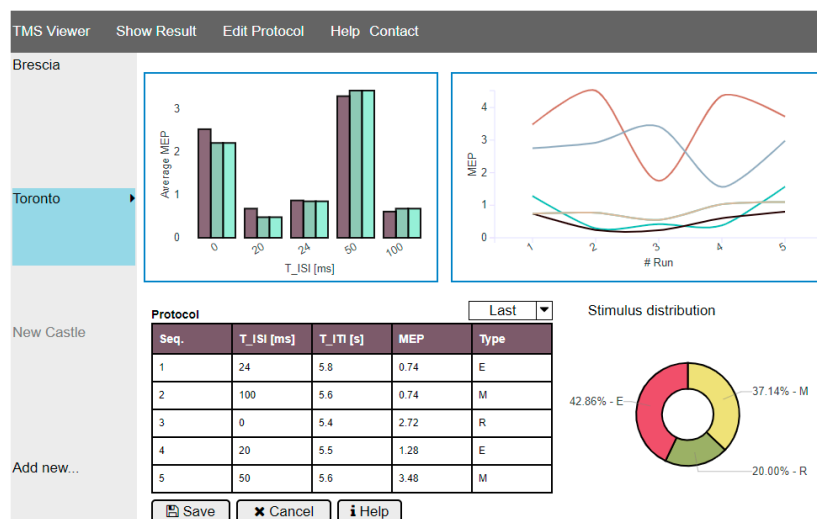 TMS Viewer Show Result Edit Protocol Help Contact
Brescia
Toronto
New Castle
Add new...
Average MEP
3
2
1
0
0 20 24 50 100
T_ISI [ms]
MEP
4
3
2
1
0
1 2 3 4 5
# Run
Protocol
Last
Seq. T_ISI [ms] T_ITI [s] MEP Type
1 24 5.8 0.74 E
2 100 5.6 0.74 M
3 0 5.4 2.72 R
4 20 5.5 1.28 E
5 50 5.6 3.48 M
Save Cancel Help
Stimulus distribution
42.86% - E
37.14% - M
20.00% - R